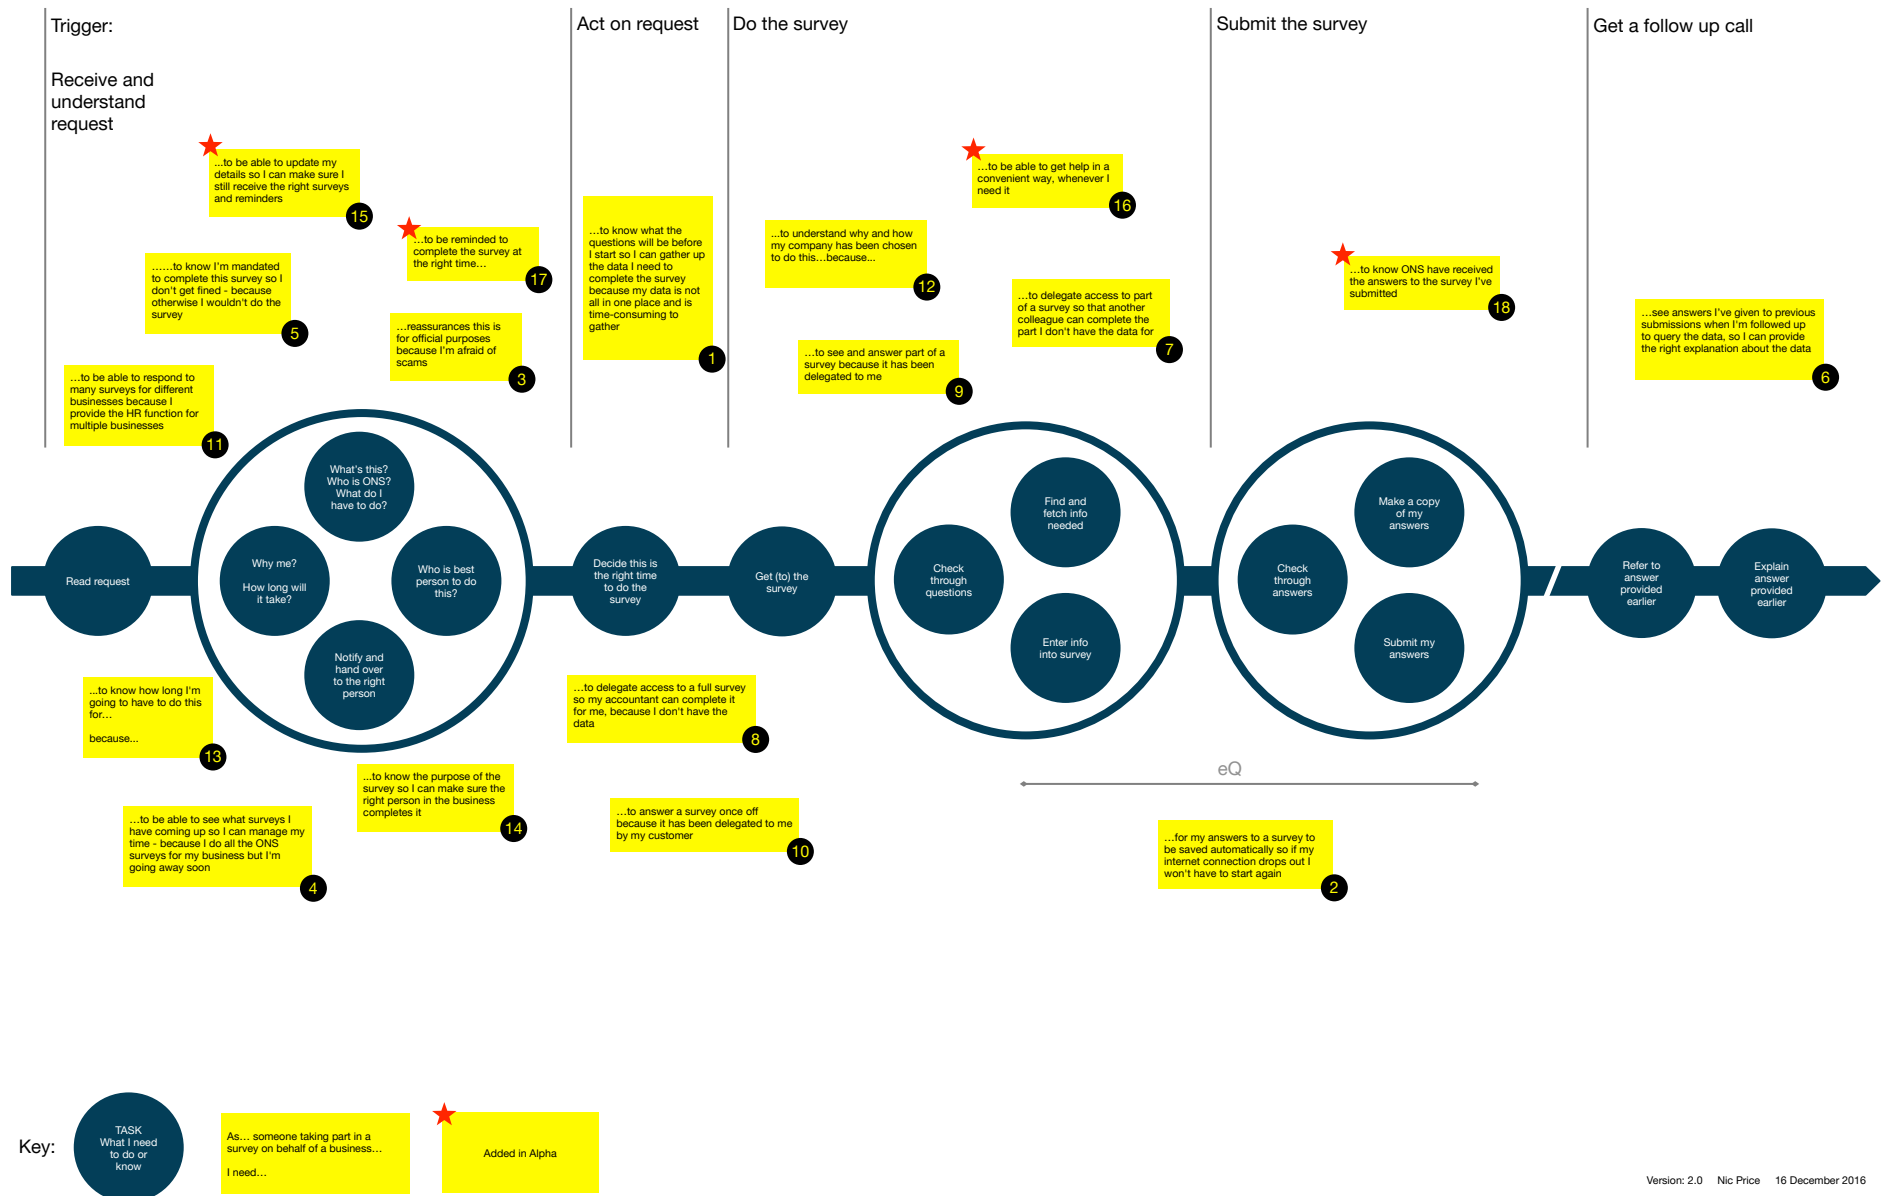 Trigger:
Receive and
understand
request
Act on request
Do the survey
Submit the survey
Get a follow up call
...to be able to update my
details so I can make sure I
still receive the right surveys
and reminders
15
…to be reminded to
complete the survey at
the right time…
17
……to know I'm mandated
to complete this survey so I
don't get fined - because
otherwise I wouldn't do the
survey
5
…reassurances this is
for official purposes
because I'm afraid of
scams
3
…to be able to respond to
many surveys for different
businesses because I
provide the HR function for
multiple businesses
11
…to know what the
questions will be before
I start so I can gather up
the data I need to
complete the survey
because my data is not
all in one place and is
time-consuming to
gather
1
…to be able to get help in a
convenient way, whenever I
need it
16
...to understand why and how
my company has been chosen
to do this…because...
12
…to delegate access to part
of a survey so that another
colleague can complete the
part I don't have the data for
7
…to see and answer part of a
survey because it has been
delegated to me
9
…to know ONS have received
the answers to the survey I've
submitted
18
…see answers I've given to previous
submissions when I'm followed up
to query the data, so I can provide
the right explanation about the data
6
Read request
What's this?
Who is ONS?
What do I
have to do?
Why me?
How long will
it take?
Who is best
person to do
this?
Notify and
hand over
to the right
person
Decide this is
the right time
to do the
survey
Get (to) the
survey
Check
through
questions
Find and
fetch info
needed
Enter info
into survey
Check
through
answers
Make a copy
of my
answers
Submit my
answers
Refer to
answer
provided
earlier
Explain
answer
provided
earlier
...to know how long I'm
going to have to do this
for…
because...
13
…to be able to see what surveys I
have coming up so I can manage my
time - because I do all the ONS
surveys for my business but I'm
going away soon
4
...to know the purpose of the
survey so I can make sure the
right person in the business
completes it
14
…to delegate access to a full survey
so my accountant can complete it
for me, because I don't have the
data
8
…to answer a survey once off
because it has been delegated to me
by my customer
10
eQ
…for my answers to a survey to
be saved automatically so if my
internet connection drops out I
won't have to start again
2
Key:
TASK
What I need
to do or
know
As… someone taking part in a
survey on behalf of a business…
I need…
Added in Alpha
Version: 2.0 Nic Price 16 December 2016